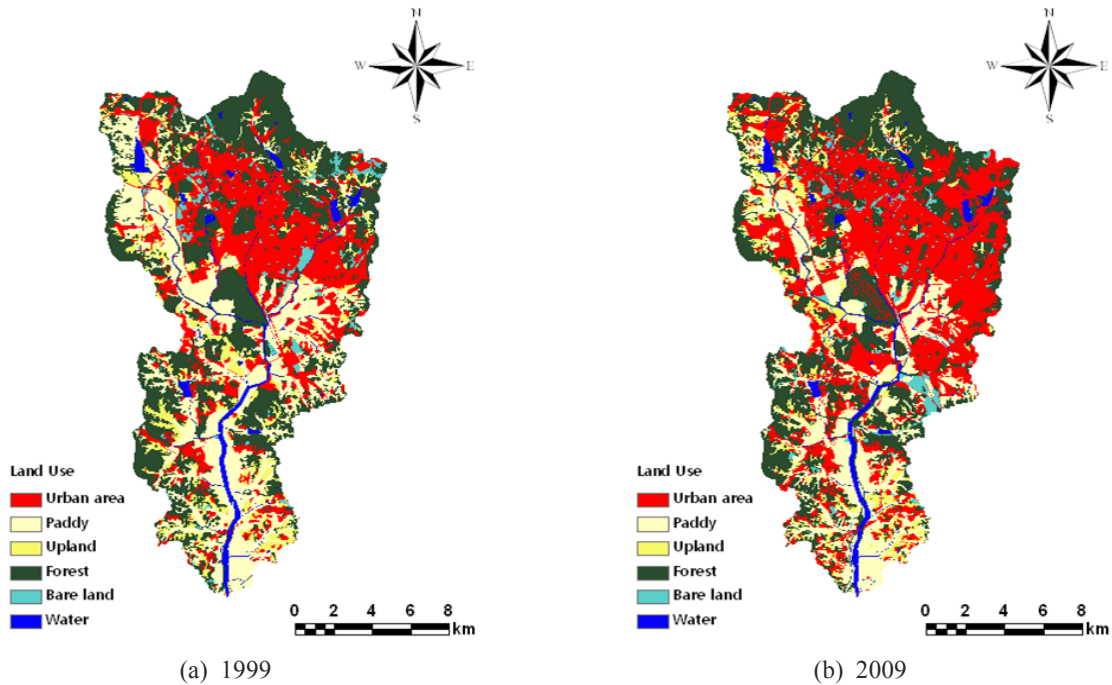 N
W E
S
Land Use
Urban area
Paddy
Upland
Forest
Bare land
Water
0 2 4 6 8
km
(a) 1999
N
W E
S
Land Use
Urban area
Paddy
Upland
Forest
Bare land
Water
0 2 4 6 8
km
(b) 2009